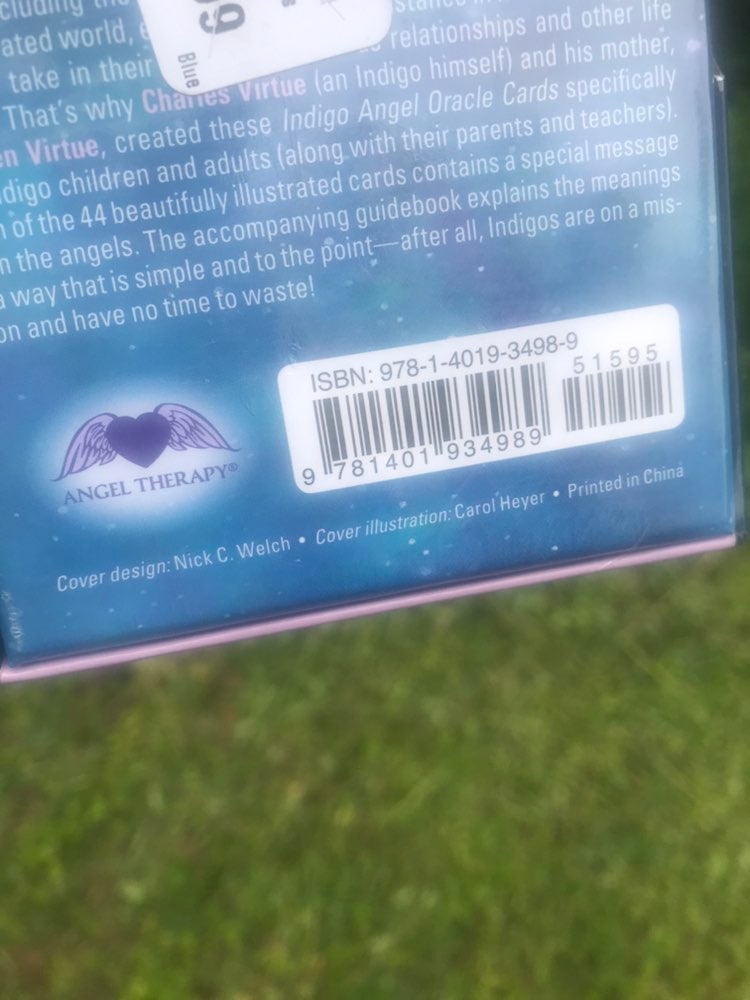 ated world,
relationships and other life
take in their
That's why Charles Virtue (an Indigo himself) and his mother,
Virtue, created these Indigo Angel Oracle Cards specifically
children and adults (along with their parents and teachers).
of the 44 beautifully illustrated cards contains a special message
the angels. The accompanying guidebook explains the meanings
a way that is simple and to the point—after all, Indigos are on a mis-
on and have no time to waste!
Blue
ISBN: 978-1-4019-3498-9
51595
9 781401 934989
ANGEL THERAPY®
Cover design: Nick C. Welch • Cover illustration: Carol Heyer • Printed in China